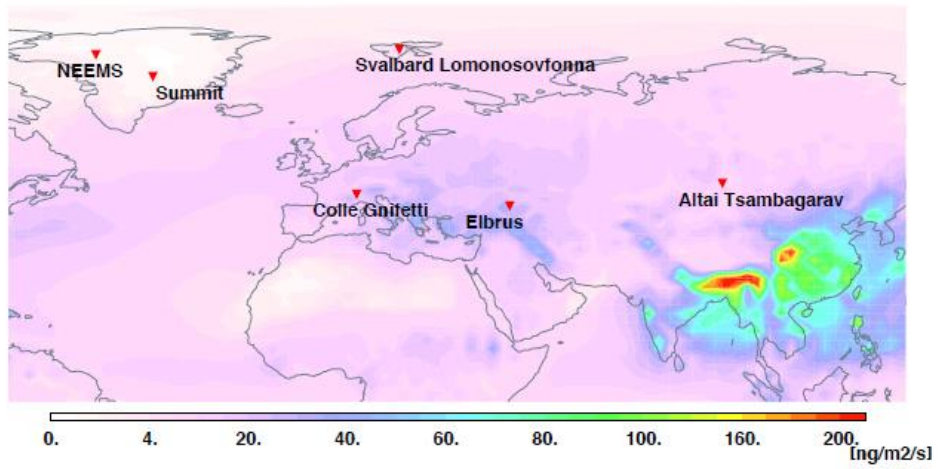 NEEMS
Svalbard Lomonosovfonna
Summit
Altai Tsambagarav
Colle Gnifetti
Elbrus
0. 4. 20. 40. 60. 80. 100. 160. 200.
[ng/m2/s]